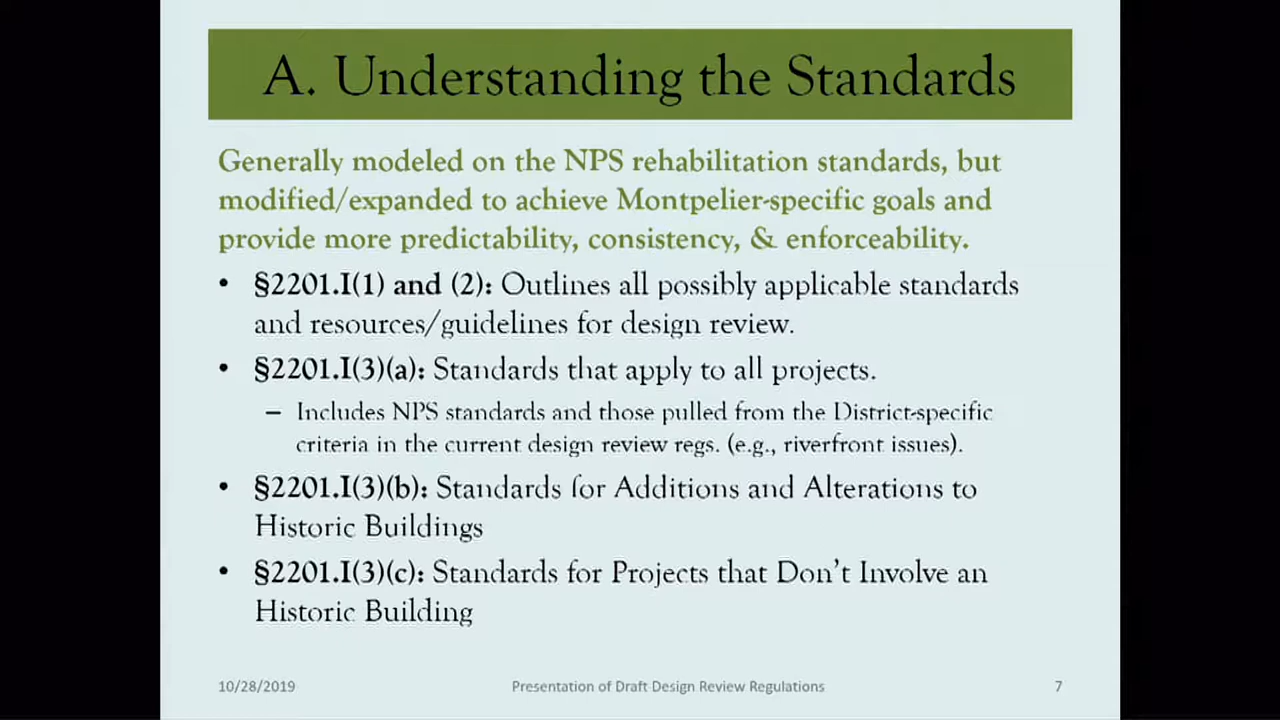 A. Understanding the Standards
Generally modeled on the NPS rehabilitation standards, but
modified/expanded to achieve Montpelier-specific goals and
provide more predictability, consistency, & enforceability.
• §2201.I(1) and (2): Outlines all possibly applicable standards
and resources/guidelines for design review.
• §2201.I(3)(a): Standards that apply to all projects.
– Includes NPS standards and those pulled from the District-specific
criteria in the current design review regs. (e.g., riverfront issues).
• §2201.I(3)(b): Standards for Additions and Alterations to
Historic Buildings
• §2201.I(3)(c): Standards for Projects that Don't Involve an
Historic Building
10/28/2019 Presentation of Draft Design Review Regulations 7